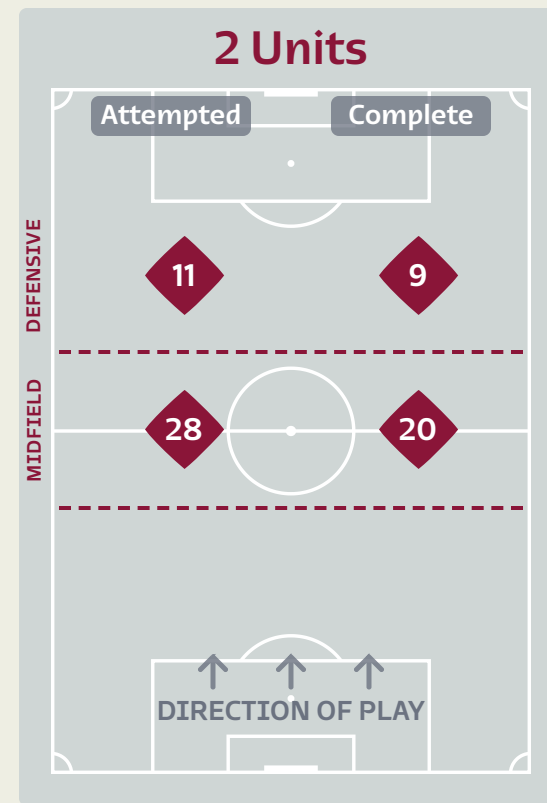 2 Units
Attempted Complete
DEFENSIVE
11 9
MIDFIELD
28 20
DIRECTION OF PLAY